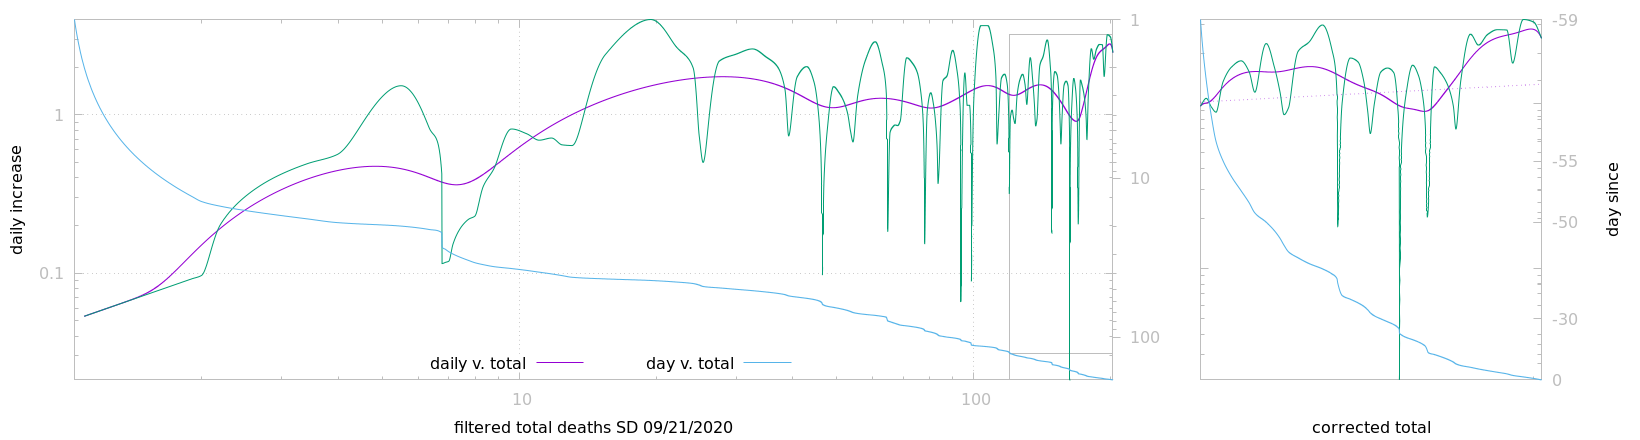 1
-59
1
daily increase
-55
day since
10
-50
0.1
-30
100
daily v. total
day v. total
0
10
100
filtered total deaths SD 09/21/2020
corrected total